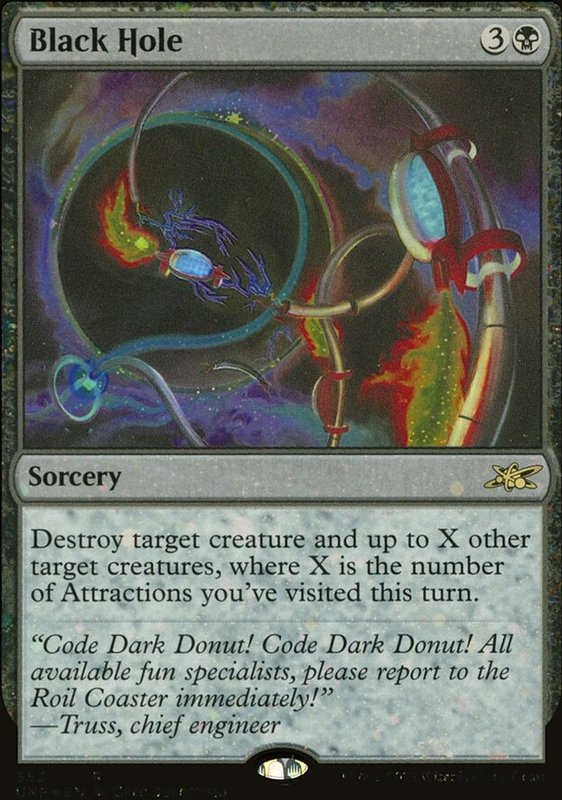 Black Hole
3
Sorcery
Destroy target creature and up to X other
target creatures, where X is the number
of Attractions you've visited this turn.
“Code Dark Donut! Code Dark Donut! All
available fun specialists, please report to the
Roil Coaster immediately!”
—Truss, chief engineer